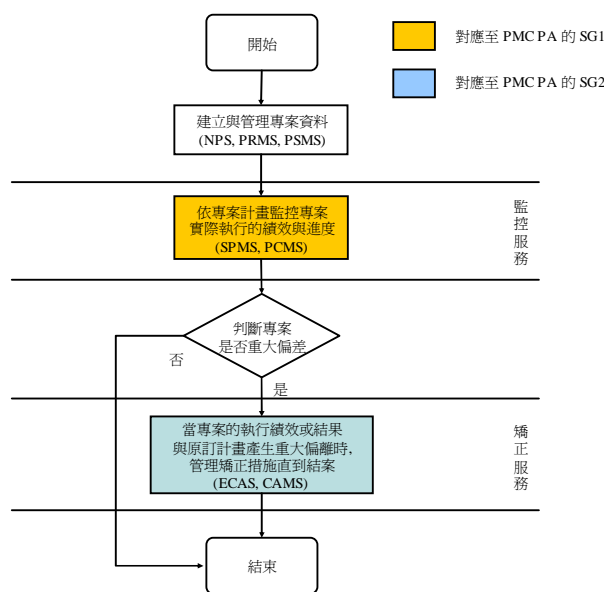 開始
對應至 PMC PA 的 SG1
對應至 PMC PA 的 SG2
建立與管理專案資料
(NPS, PRMS, PSMS)
依專案計畫監控專案
實際執行的績效與進度
(SPMS, PCMS)
監控服務
判斷專案
是否重大偏差
否
是
當專案的執行績效或結果
與原訂計畫產生重大偏離時,
管理矯正措施直到結案
(ECAS, CAMS)
矯正服務
結束